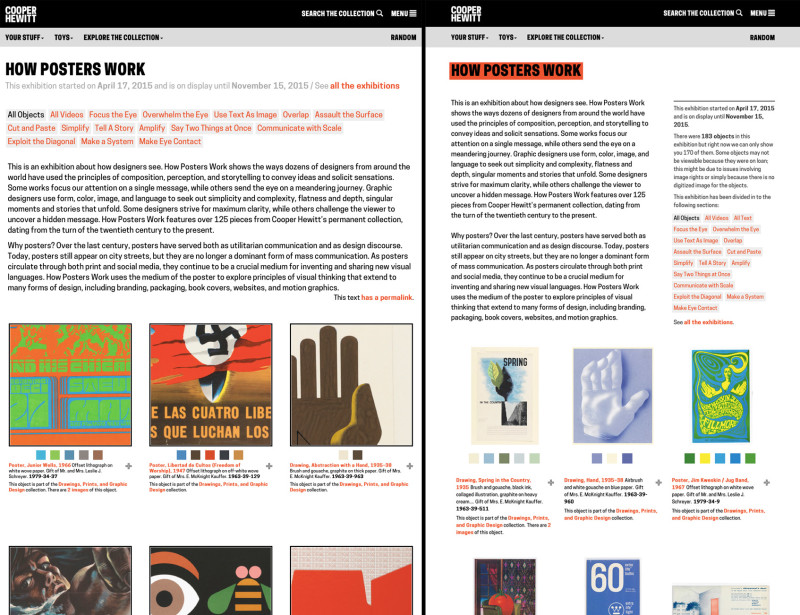 COOPER
HEWITT
SEARCH THE COLLECTION
MENU
YOUR STUFF
TOYS
EXPLORE THE COLLECTION
RANDOM
HOW POSTERS WORK
This exhibition started on April 17, 2015 and is on display until November 15, 2015 / See all the exhibitions
All Objects All Videos Focus the Eye Overwhelm the Eye Use Text As Image Overlap Assault the Surface
Cut and Paste Simplify Tell A Story Amplify Say Two Things at Once Communicate with Scale
Exploit the Diagonal Make a System Make Eye Contact
This is an exhibition about how designers see. How Posters Work shows the ways dozens of designers from around the
world have used the principles of composition, perception, and storytelling to convey ideas and solicit sensations.
Some works focus our attention on a single message, while others send the eye on a meandering journey. Graphic
designers use form, color, image, and language to seek out simplicity and complexity, flatness and depth, singular
moments and stories that unfold. Some designers strive for maximum clarity, while others challenge the viewer to
uncover a hidden message. How Posters Work features over 125 pieces from Cooper Hewitt's permanent collection,
dating from the turn of the twentieth century to the present.
Why posters? Over the last century, posters have served both as utilitarian communication and as design discourse.
Today, posters still appear on city streets, but they are no longer a dominant form of mass communication. As posters
circulate through both print and social media, they continue to be a crucial medium for inventing and sharing new visual
languages. How Posters Work uses the medium of the poster to explore principles of visual thinking that extend to
many forms of design, including branding, packaging, book covers, websites, and motion graphics.
This text has a permalink.
E LAS CUATRO LIBE
S QUE LUCHAN LOS
Poster, Junior Wells, 1966 Offset lithograph on
white wove paper. Gift of Mr. and Mrs. Leslie J.
Schreyer. 1979-34-37
This object is part of the Drawings, Prints, and Graphic
Design collection. There are 2 images of this object.
Poster, Libertad de Cultos (Freedom of
Worship), 1947 Offset lithograph on off-white wove
paper. 1963-39-129
This object is part of the Drawings, Prints, and Graphic
Design collection.
Drawing, Abstraction with a Hand, 1935–38
Brush and gouache, graphite on thick paper. Gift of Mrs.
E. McKnight Kauffer. 1963-39-963
This object is part of the Drawings, Prints, and Graphic
Design collection.
COOPER
HEWITT
SEARCH THE COLLECTION
MENU
YOUR STUFF
TOYS
EXPLORE THE COLLECTION
RANDOM
HOW POSTERS WORK
This is an exhibition about how designers see. How Posters Work
shows the ways dozens of designers from around the world have
used the principles of composition, perception, and storytelling to
convey ideas and solicit sensations. Some works focus our
attention on a single message, while others send the eye on a
meandering journey. Graphic designers use form, color, image, and
language to seek out simplicity and complexity, flatness and
depth, singular moments and stories that unfold. Some designers
strive for maximum clarity, while others challenge the viewer to
uncover a hidden message. How Posters Work features over 125
pieces from Cooper Hewitt's permanent collection, dating from
the turn of the twentieth century to the present.
Why posters? Over the last century, posters have served both as
utilitarian communication and as design discourse. Today, posters
still appear on city streets, but they are no longer a dominant form
of mass communication. As posters circulate through both print
and social media, they continue to be a crucial medium for
inventing and sharing new visual languages. How Posters Work
uses the medium of the poster to explore principles of visual
thinking that extend to many forms of design, including branding,
packaging, book covers, websites, and motion graphics.
This exhibition started on April 17, 2015
and is on display until November 15,
2015.
There were 183 objects in this
exhibition but right now we can only show
you 170 of them. Some objects may not
be viewable because they were on loan;
this might be due to issues involving
image rights or simply because there is no
digitized image for the objects.
This exhibition has been divided in to the
following sections:
All Objects All Videos All Text
Focus the Eye Overwhelm the Eye
Use Text As Image Overlap
Assault the Surface Cut and Paste
Simplify Tell A Story Amplify
Say Two Things at Once
Communicate with Scale
Exploit the Diagonal Make a System
Make Eye Contact
See all the exhibitions.
SPRING
IN THE COUNTRY
FILLMORE
Drawing, Spring in the Country,
1935 Brush and gouache, black ink,
collaged illustration, graphite on heavy
cream... Gift of Mrs. E. McKnight Kauffer.
1963-39-511
This object is part of the Drawings, Prints,
and Graphic Design collection. There are 2
images of this object.
Drawing, Hand, 1935–36 Airbrush
and white gouache on blue paper. Gift
of Mrs. E. McKnight Kauffer. 1963-39-
960
This object is part of the Drawings, Prints,
and Graphic Design collection.
Poster, Jim Kweskin / Jug Band,
1967 Offset lithograph on white wove
paper. Gift of Mr. and Mrs. Leslie J.
Schreyer. 1979-34-9
This object is part of the Drawings, Prints,
and Graphic Design collection.
60